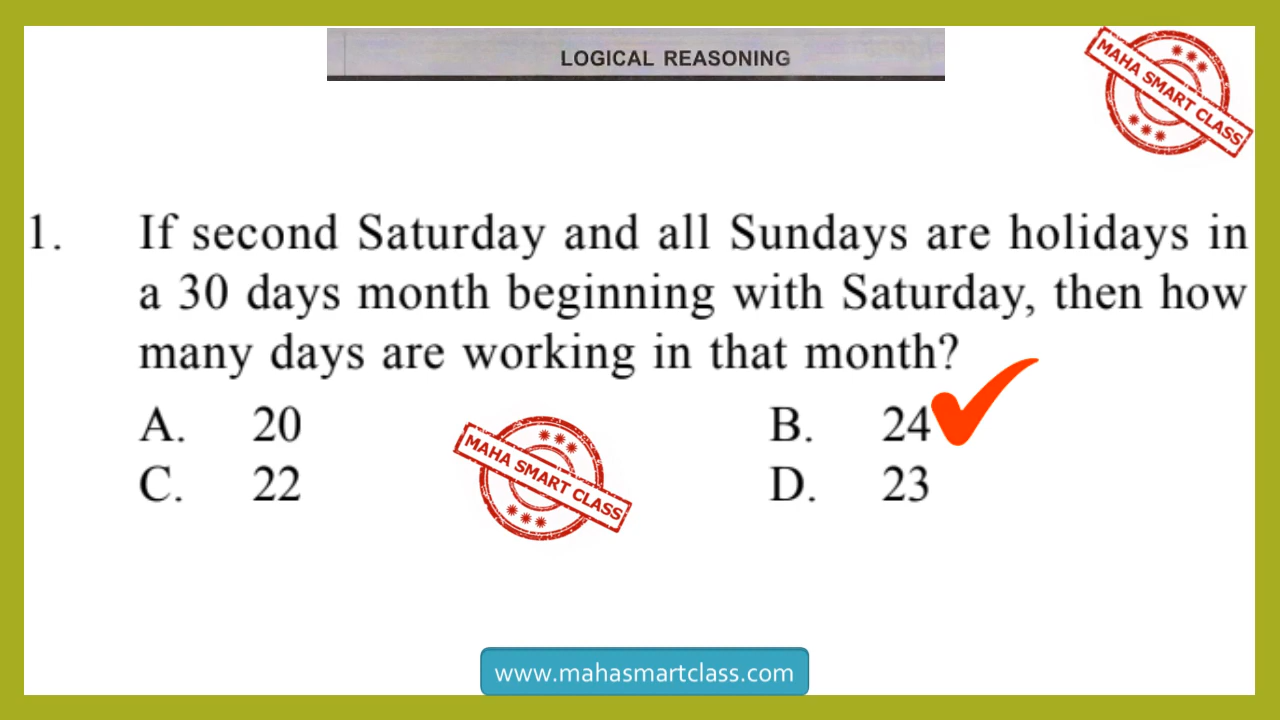 LOGICAL REASONING
MAHA SMART CLASS
1. If second Saturday and all Sundays are holidays in
a 30 days month beginning with Saturday, then how
many days are working in that month?
A. 20 B. 24
C. 22 D. 23
MAHA SMART CLASS
www.mahasmartclass.com